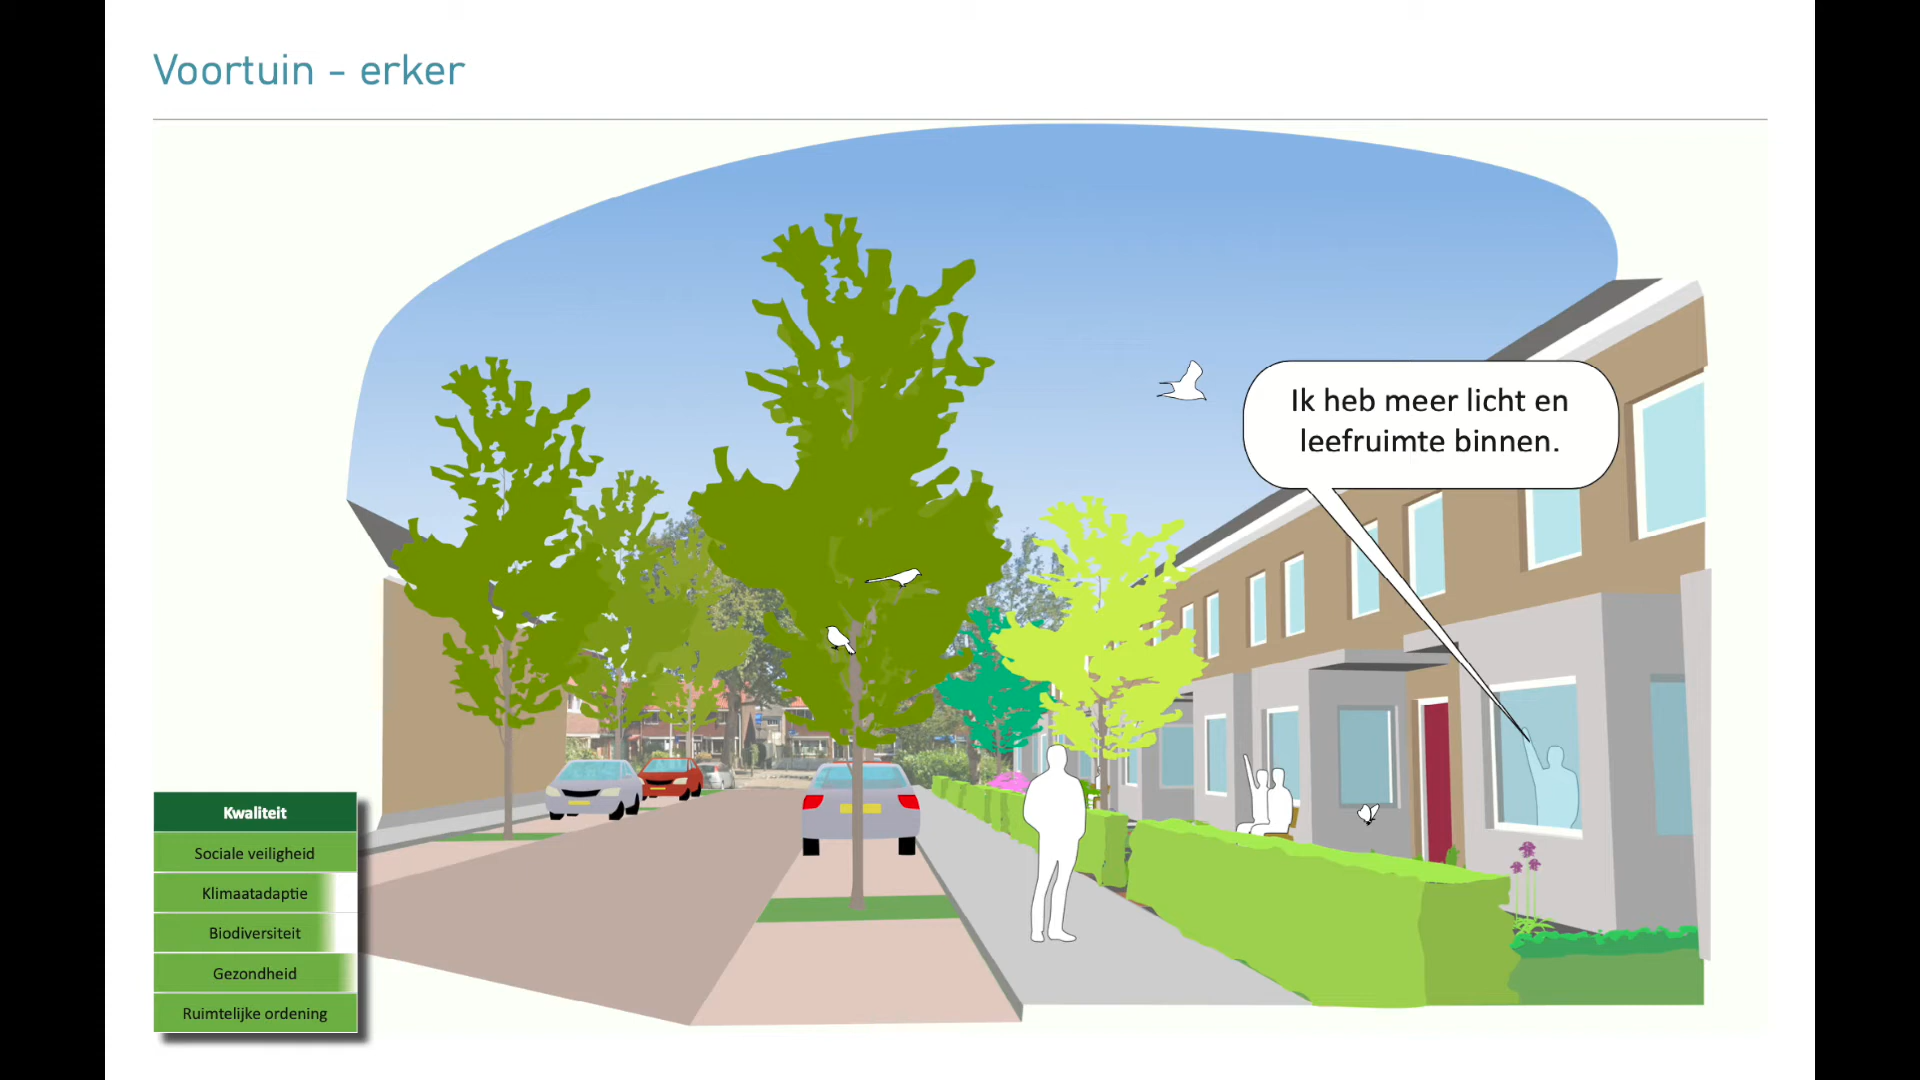 Voortuin - erker
Ik heb meer licht en
leefruimte binnen.
Kwaliteit
Sociale veiligheid
Klimaatadaptie
Biodiversiteit
Gezondheid
Ruimtelijke ordening